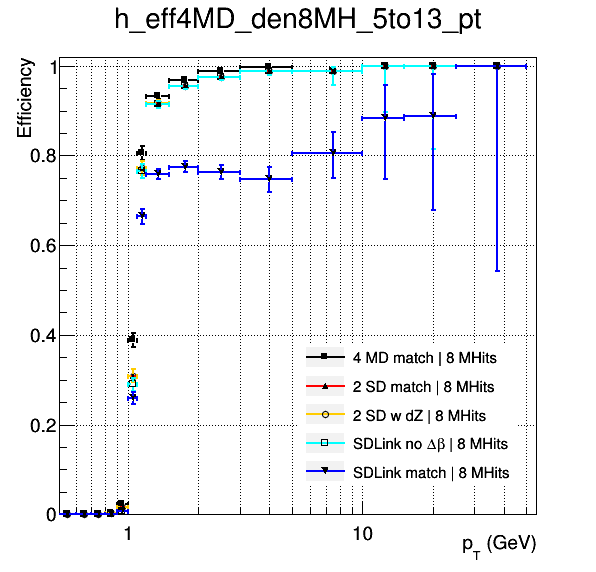 h_eff4MD_den8MH_5to13_pt
Efficiency
1
0.8
0.6
0.4
0.2
0
4 MD match | 8 MHits
2 SD match | 8 MHits
2 SD w dZ | 8 MHits
SDLink no Δβ | 8 MHits
SDLink match | 8 MHits
1
10
p_T (GeV)